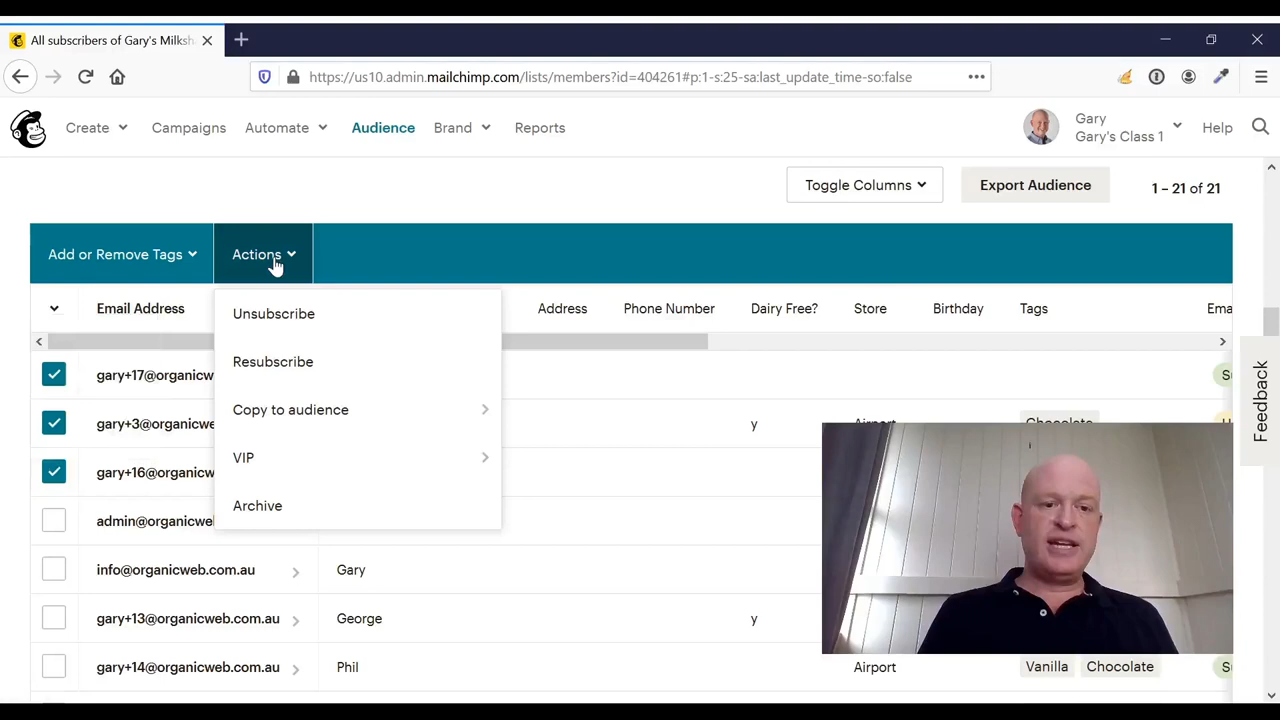 All subscribers of Gary's Milksh
https://us10.admin.mailchimp.com/lists/members?id=404261#p:1-s:25-sa:last_update_time-so:false
Create
Campaigns
Automate
Audience
Brand
Reports
Gary
Gary's Class 1
Help
Toggle Columns
Export Audience
1 – 21 of 21
Add or Remove Tags
Actions
Unsubscribe
Resubscribe
Copy to audience
VIP
Archive
Email Address
Address
Phone Number
Dairy Free?
Store
Birthday
Tags
Ema
gary+17@organicw
S
gary+3@organicwe
y
Airport
Chocolate
gary+16@organicw
admin@organicwe
info@organicweb.com.au
Gary
gary+13@organicweb.com.au
George
y
gary+14@organicweb.com.au
Phil
Airport
Vanilla
Chocolate
S
Feedback